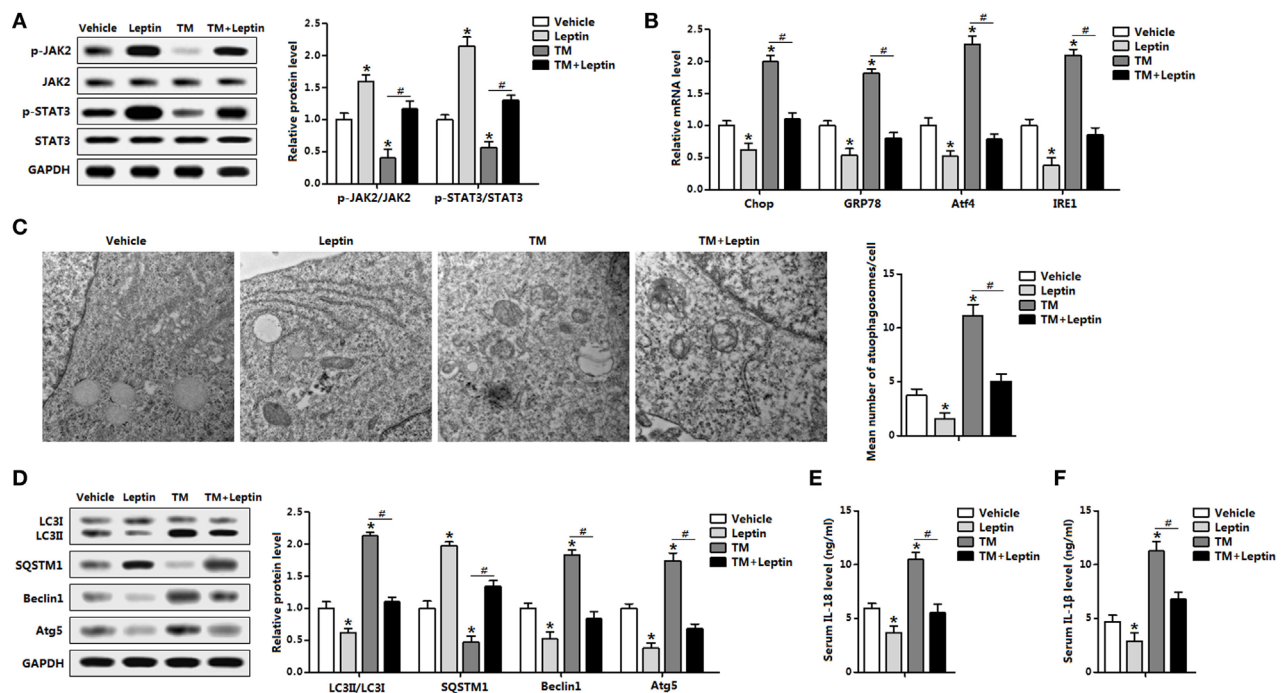 A
Vehicle Leptin TM TM+Leptin
p-JAK2
JAK2
p-STAT3
STAT3
GAPDH
Relative protein level
2.5
2.0
1.5
1.0
0.5
0.0
* * # * * #
p-JAK2/JAK2 p-STAT3/STAT3
Vehicle
Leptin
TM
TM+Leptin
B
Relative mRNA level
2.5
2.0
1.5
1.0
0.5
0.0
* * # * * # * * # * * #
Chop GRP78 Atf4 IRE1
Vehicle
Leptin
TM
TM+Leptin
C
Vehicle Leptin TM TM+Leptin
Mean number of atuophagosomes/cell
15
10
5
0
* * #
Vehicle
Leptin
TM
TM+Leptin
D
Vehicle Leptin TM TM+Leptin
LC3I
LC3II
SQSTM1
Beclin1
Atg5
GAPDH
Relative protein level
2.5
2.0
1.5
1.0
0.5
0.0
* * # * * # * * # * * #
LC3II/LC3I SQSTM1 Beclin1 Atg5
Vehicle
Leptin
TM
TM+Leptin
E
Serum IL-18 level (ng/ml)
15
10
5
0
* * #
Vehicle
Leptin
TM
TM+Leptin
F
Serum IL-1β level (ng/ml)
15
10
5
0
* * #
Vehicle
Leptin
TM
TM+Leptin